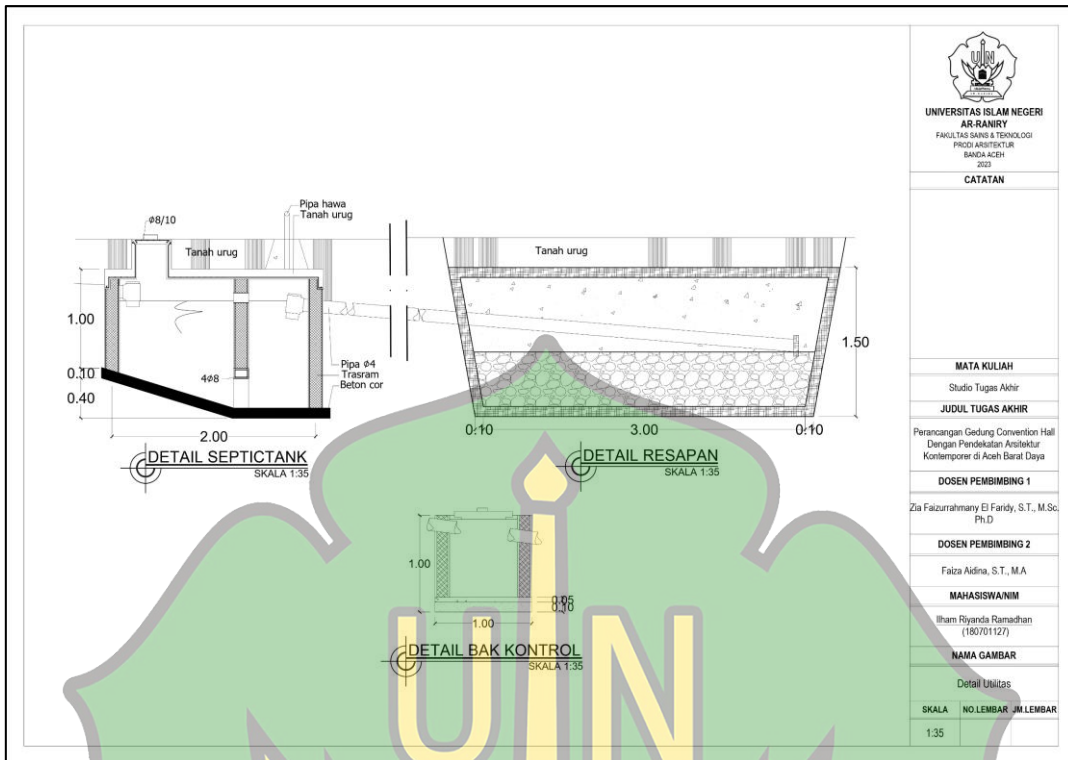 Pipa hawa
Tanah urug
ϕ8/10
Tanah urug
1.00
0.10
0.40
4ϕ8
Pipa ϕ4
Trasram
Beton cor
2.00
DETAIL SEPTICTANK
SKALA 1:35
Tanah urug
1.50
0.10
3.00
0.10
DETAIL RESAPAN
SKALA 1:35
1.00
0.05
0.10
1.00
DETAIL BAK KONTROL
SKALA 1:35
UIN
UIN
UNIVERSITAS ISLAM NEGERI
AR-RANIRY
FAKULTAS SAINS & TEKNOLOGI
PRODI ARSITEKTUR
BANDA ACEH
2023
CATATAN
MATA KULIAH
Studio Tugas Akhir
JUDUL TUGAS AKHIR
Perancangan Gedung Convention Hall
Dengan Pendekatan Arsitektur
Kontemporer di Aceh Barat Daya
DOSEN PEMBIMBING 1
Zia Faizurrahmany El Faridy, S.T., M.Sc.
Ph.D
DOSEN PEMBIMBING 2
Faiza Aidina, S.T., M.A
MAHASISWA/NIM
Ilham Riyanda Ramadhan
(180701127)
NAMA GAMBAR
Detail Utilitas
SKALA NO.LEMBAR JM.LEMBAR
1:35